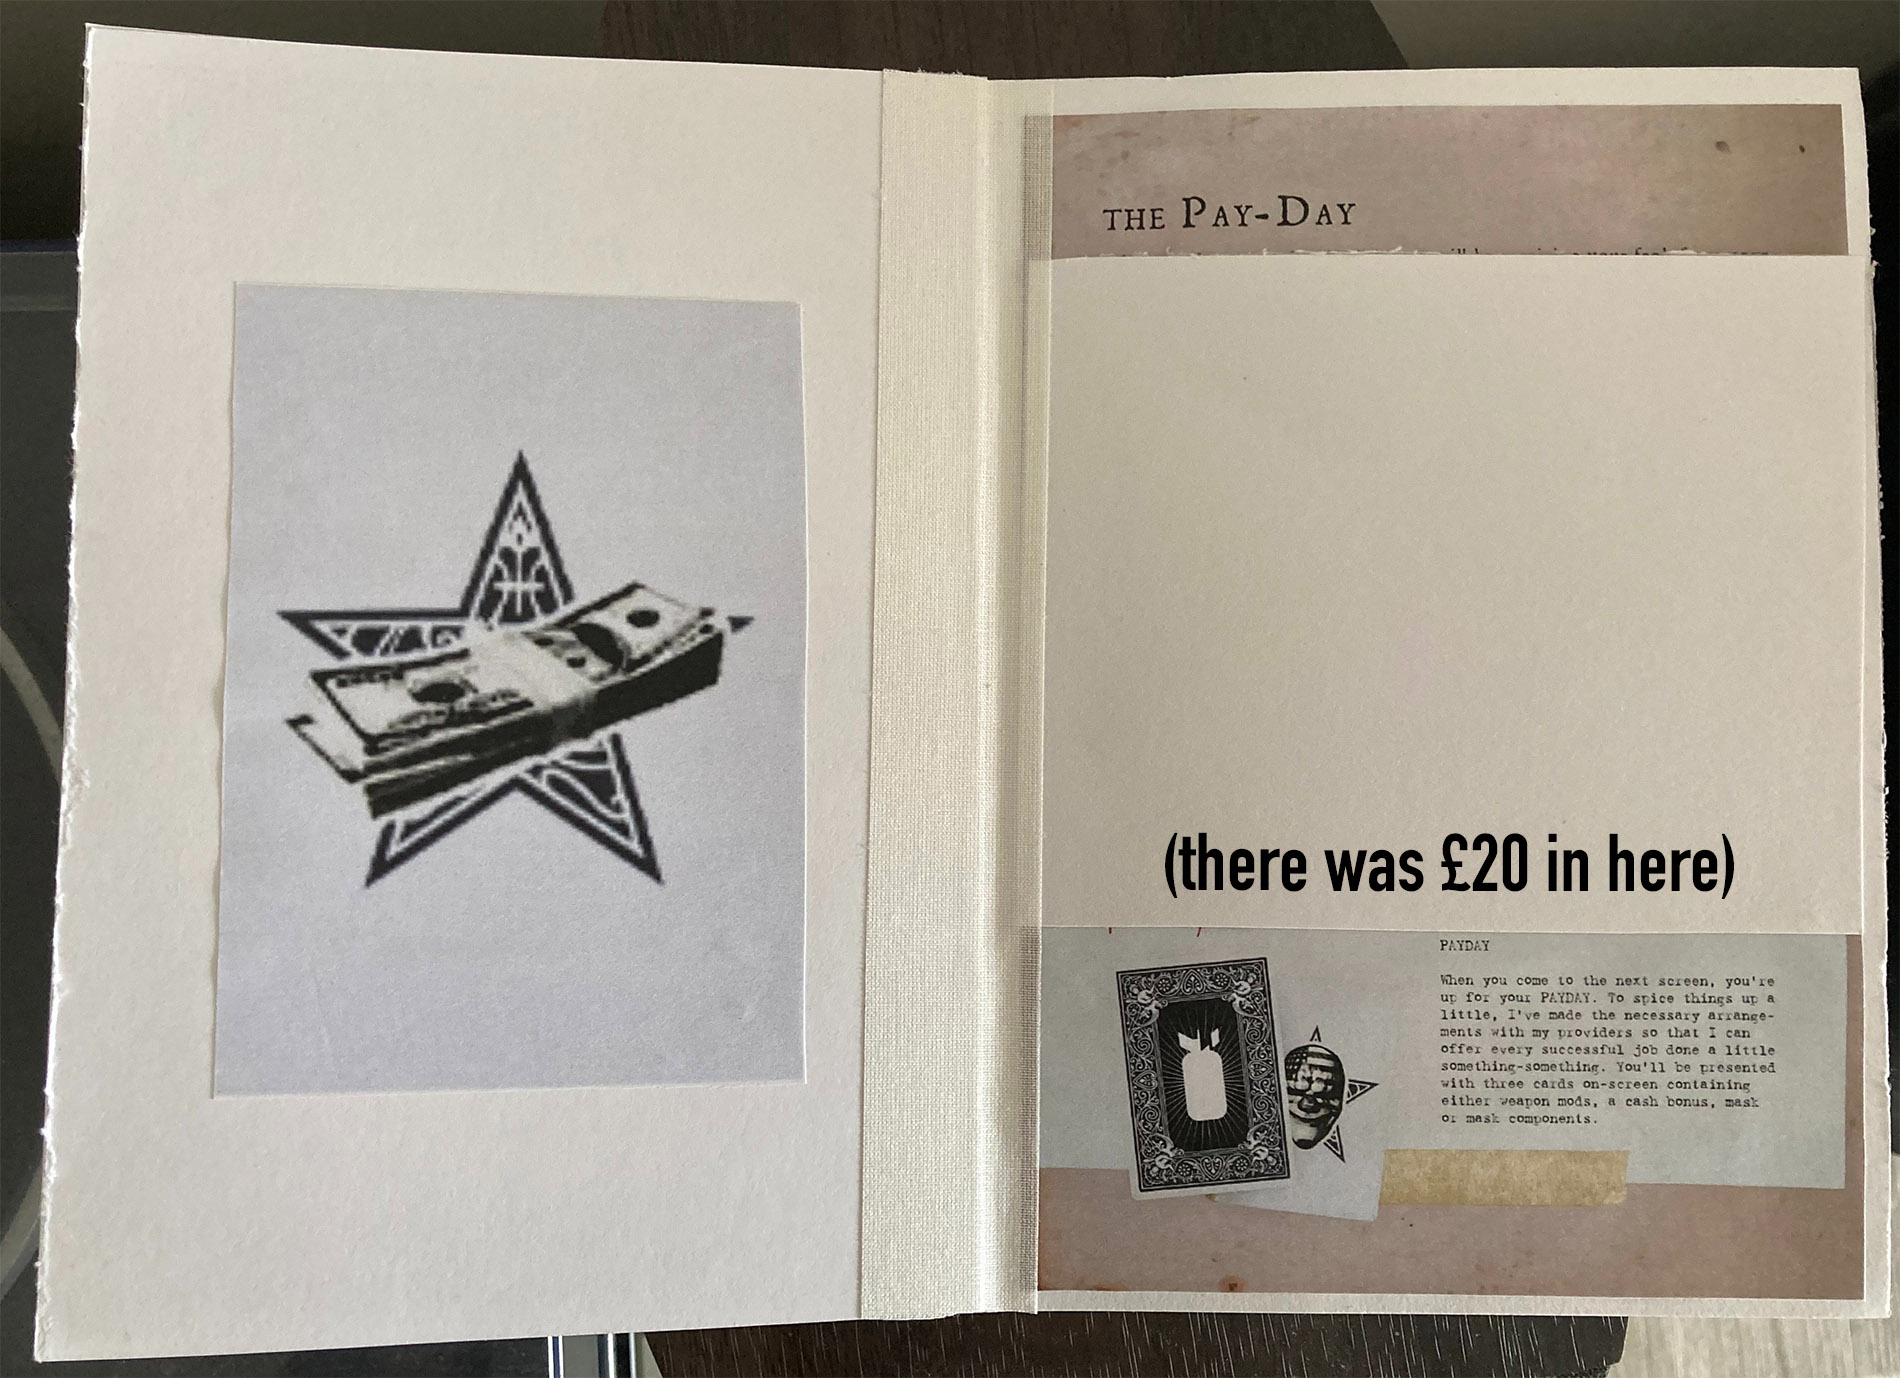 THE PAY-DAY
(there was £20 in here)
PAYDAY
When you come to the next screen, you're
up for your PAYDAY. To spice things up a
little, I've made the necessary arrange-
ments with my providers so that I can
offer every successful job done a little
something-something. You'll be presented
with three cards on-screen containing
either weapon mods, a cash bonus, mask
or mask components.